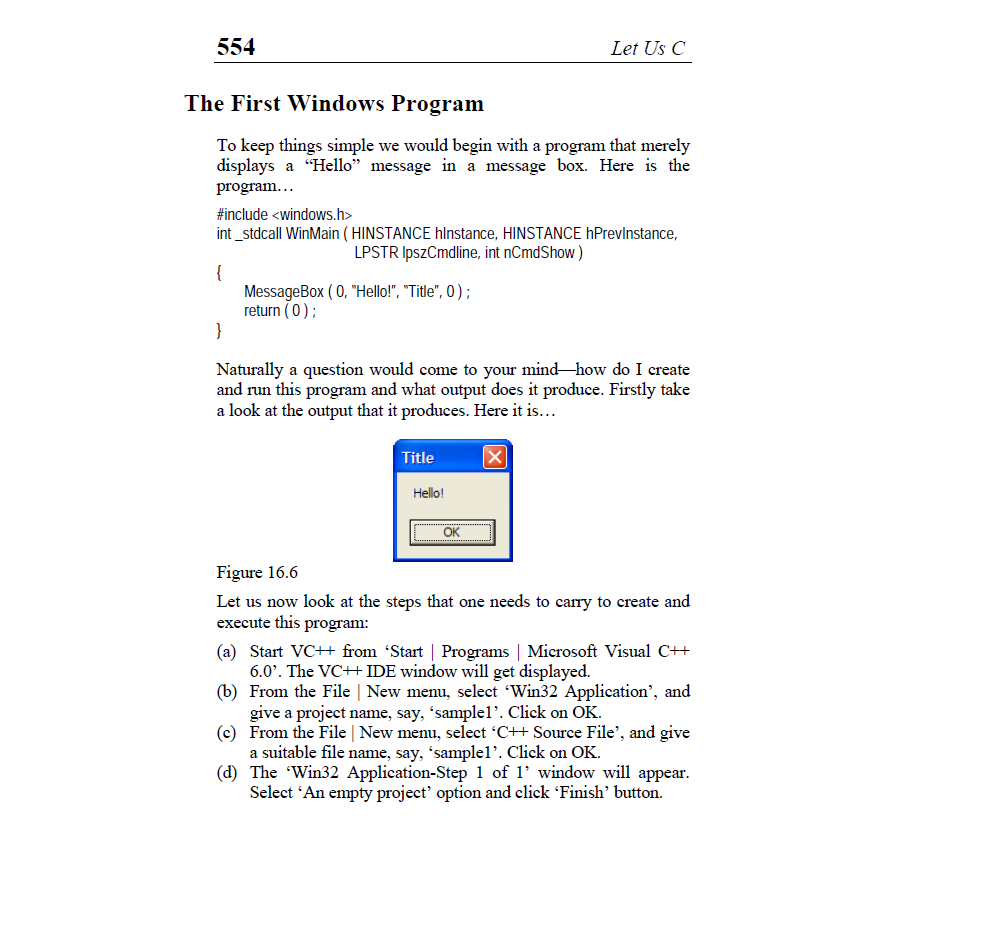 554 Let Us C
The First Windows Program
To keep things simple we would begin with a program that merely
displays a “Hello” message in a message box. Here is the
program…
#include <windows.h>
int _stdcall WinMain ( HINSTANCE hInstance, HINSTANCE hPrevInstance,
LPSTR lpszCmdline, int nCmdShow )
{
MessageBox ( 0, "Hello!", "Title", 0 ) ;
return ( 0 ) ;
}
Naturally a question would come to your mind—how do I create
and run this program and what output does it produce. Firstly take
a look at the output that it produces. Here it is…
Title
Hello!
OK
Figure 16.6
Let us now look at the steps that one needs to carry to create and
execute this program:
(a) Start VC++ from ‘Start | Programs | Microsoft Visual C++
6.0’. The VC++ IDE window will get displayed.
(b) From the File | New menu, select ‘Win32 Application’, and
give a project name, say, ‘sample1’. Click on OK.
(c) From the File | New menu, select ‘C++ Source File’, and give
a suitable file name, say, ‘sample1’. Click on OK.
(d) The ‘Win32 Application-Step 1 of 1’ window will appear.
Select ‘An empty project’ option and click ‘Finish’ button.